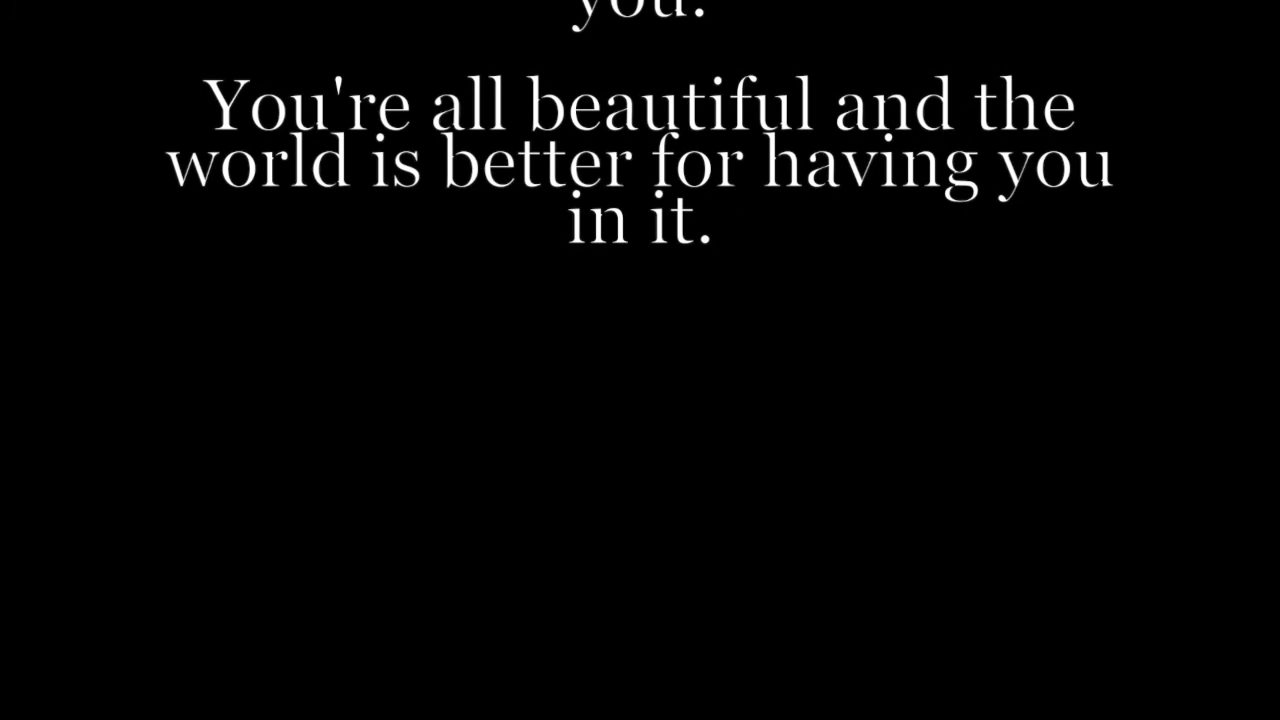 you.
You're all beautiful and the
world is better for having you
in it.